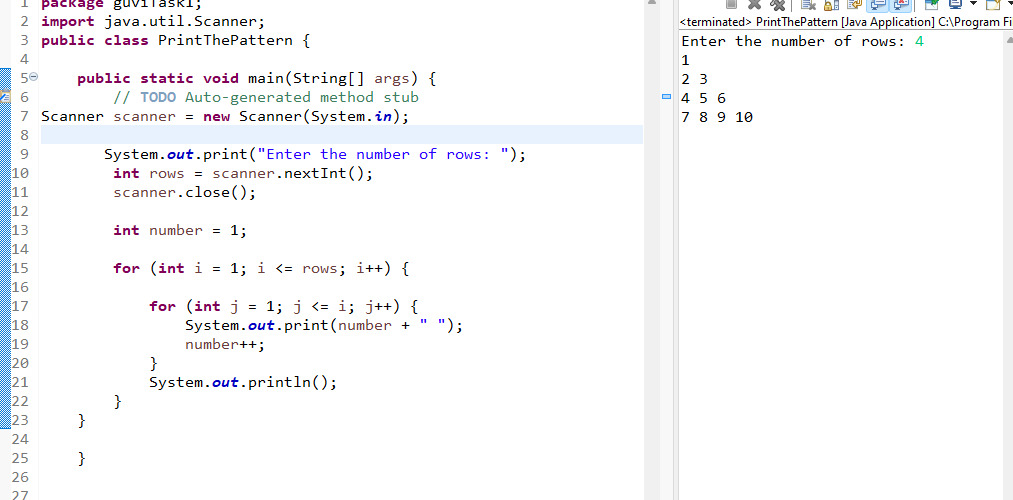 1 package guviTask1;
2 import java.util.Scanner;
3 public class PrintThePattern {
4
5 public static void main(String[] args) {
6 // TODO Auto-generated method stub
7 Scanner scanner = new Scanner(System.in);
8
9 System.out.print("Enter the number of rows: ");
10 int rows = scanner.nextInt();
11 scanner.close();
12
13 int number = 1;
14
15 for (int i = 1; i <= rows; i++) {
16
17 for (int j = 1; j <= i; j++) {
18 System.out.print(number + " ");
19 number++;
20 }
21 System.out.println();
22 }
23 }
24
25 }
26
27
<terminated> PrintThePattern [Java Application] C:\Program Fi
Enter the number of rows: 4
1
2 3
4 5 6
7 8 9 10